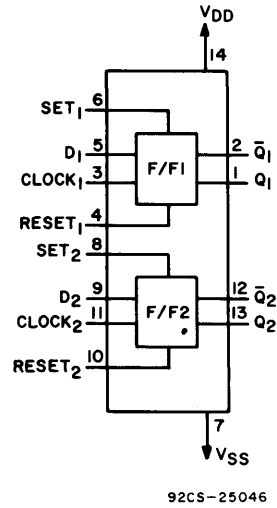 VDD
14
6
SET1
5
D1
F/F1
2
Q̅1
3
CLOCK1
1
Q1
4
RESET1
8
SET2
9
D2
F/F2
12
Q̅2
11
CLOCK2
13
Q2
10
RESET2
7
VSS
92CS-25046